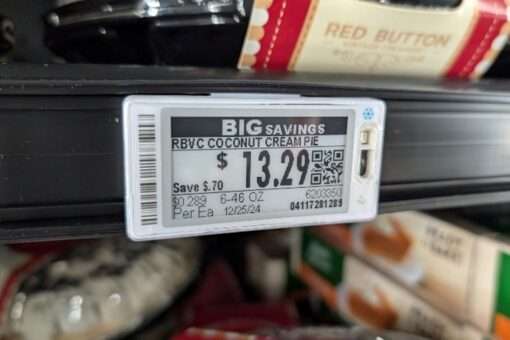 RED BUTTON
BIG SAVINGS
RBVC COCONUT CREAM PIE
$ 13.29
Save $.70
$0.289 6-46 OZ 6203350
Per Ea 12/25/24 04117281289